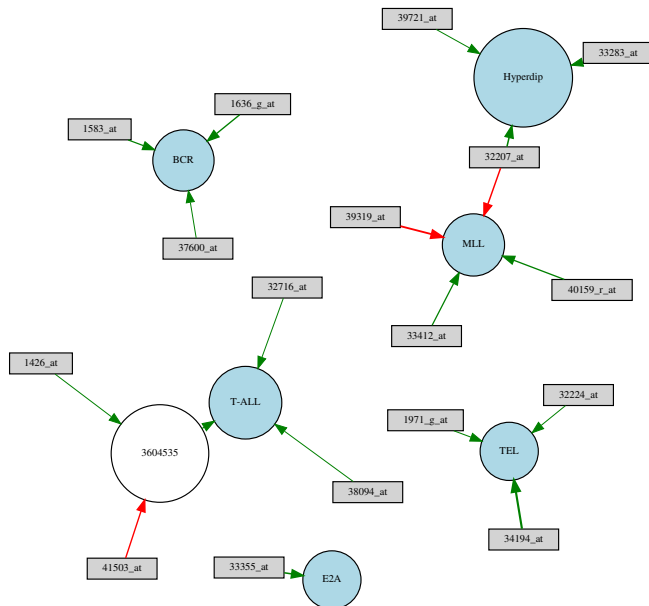 39721_at
33283_at
Hyperdip
1636_g_at
1583_at
BCR
32207_at
39319_at
MLL
37600_at
40159_r_at
32716_at
33412_at
1426_at
32224_at
T-ALL
1971_g_at
3604535
TEL
38094_at
34194_at
41503_at
33355_at
E2A